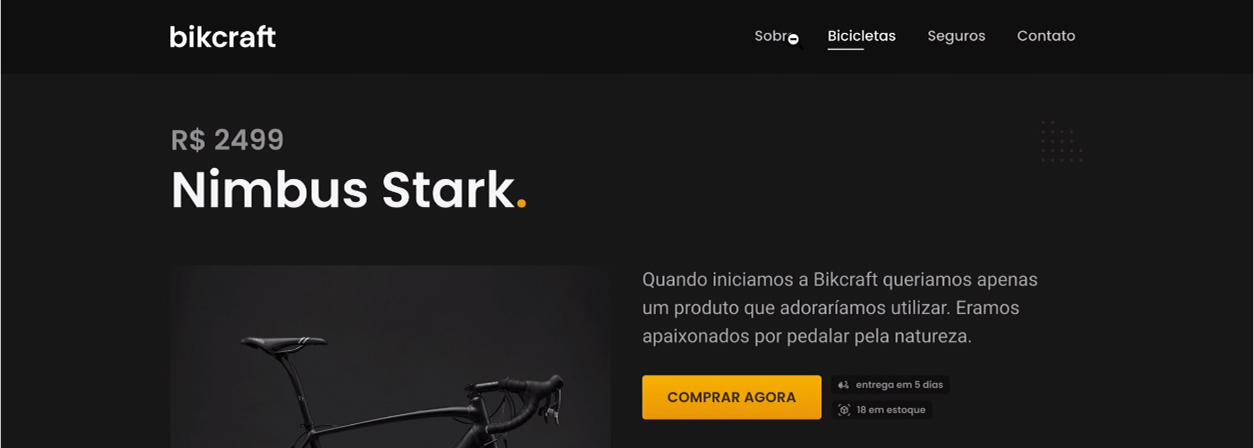 bikcraft
Sobre Bicicletas Seguros Contato
R$ 2499
Nimbus Stark.
Quando iniciamos a Bikcraft queriamos apenas
um produto que adoraríamos utilizar. Eramos
apaixonados por pedalar pela natureza.
COMPRAR AGORA
entrega em 5 dias
18 em estoque